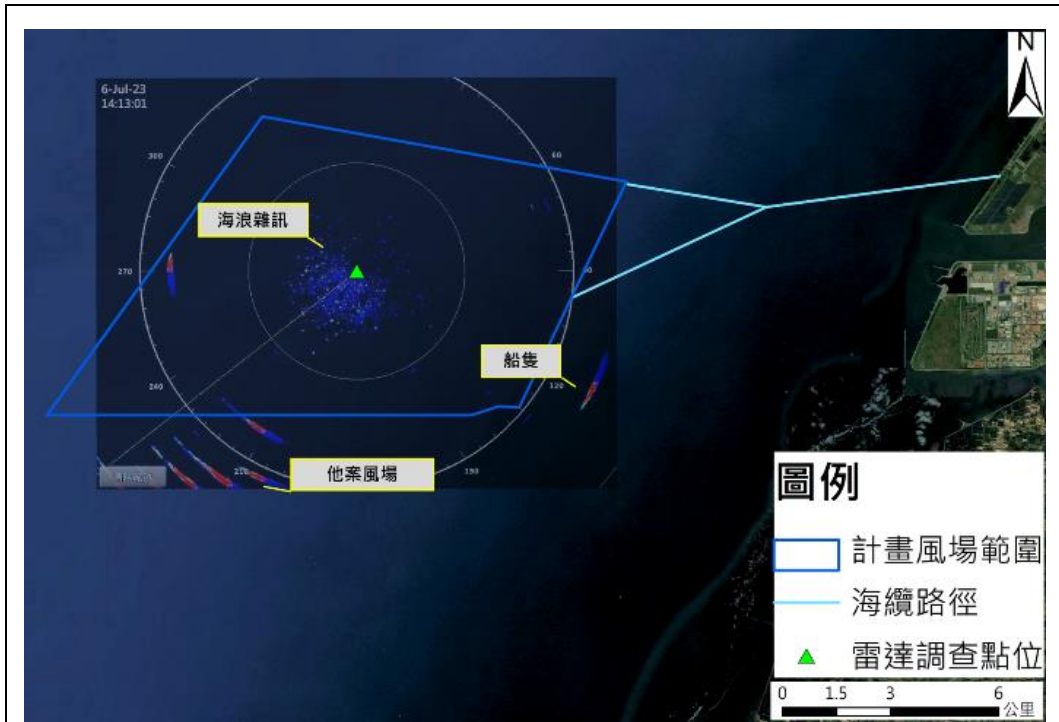 N
6-Jul-23
14:13:01
300
60
海浪雜訊
270
船隻
240
120
210
他案風場
150
圖例
計畫風場範圍
海纜路徑
雷達調查點位
0 1.5 3 6
公里